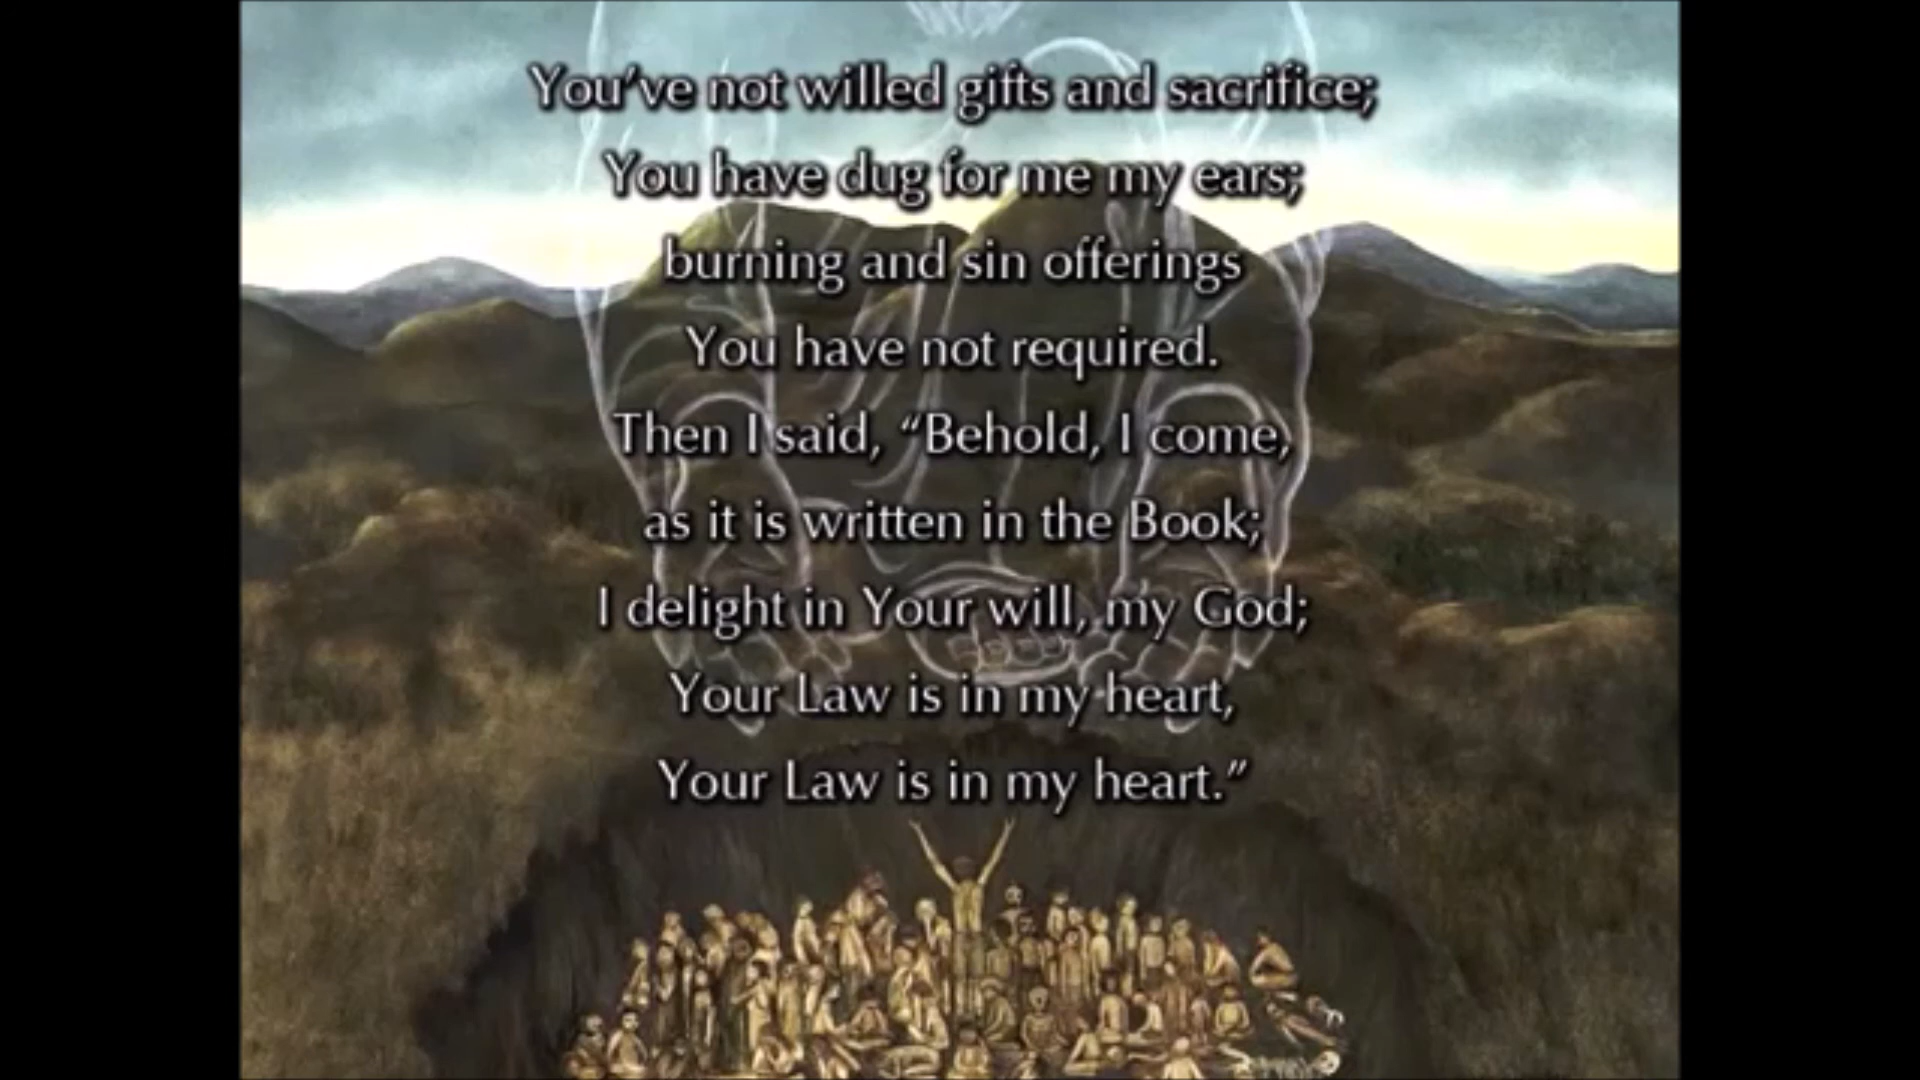 You've not willed gifts and sacrifice;
You have dug for me my ears;
burning and sin offerings
You have not required.
Then I said, “Behold, I come,
as it is written in the Book;
I delight in Your will, my God;
Your Law is in my heart,
Your Law is in my heart.”